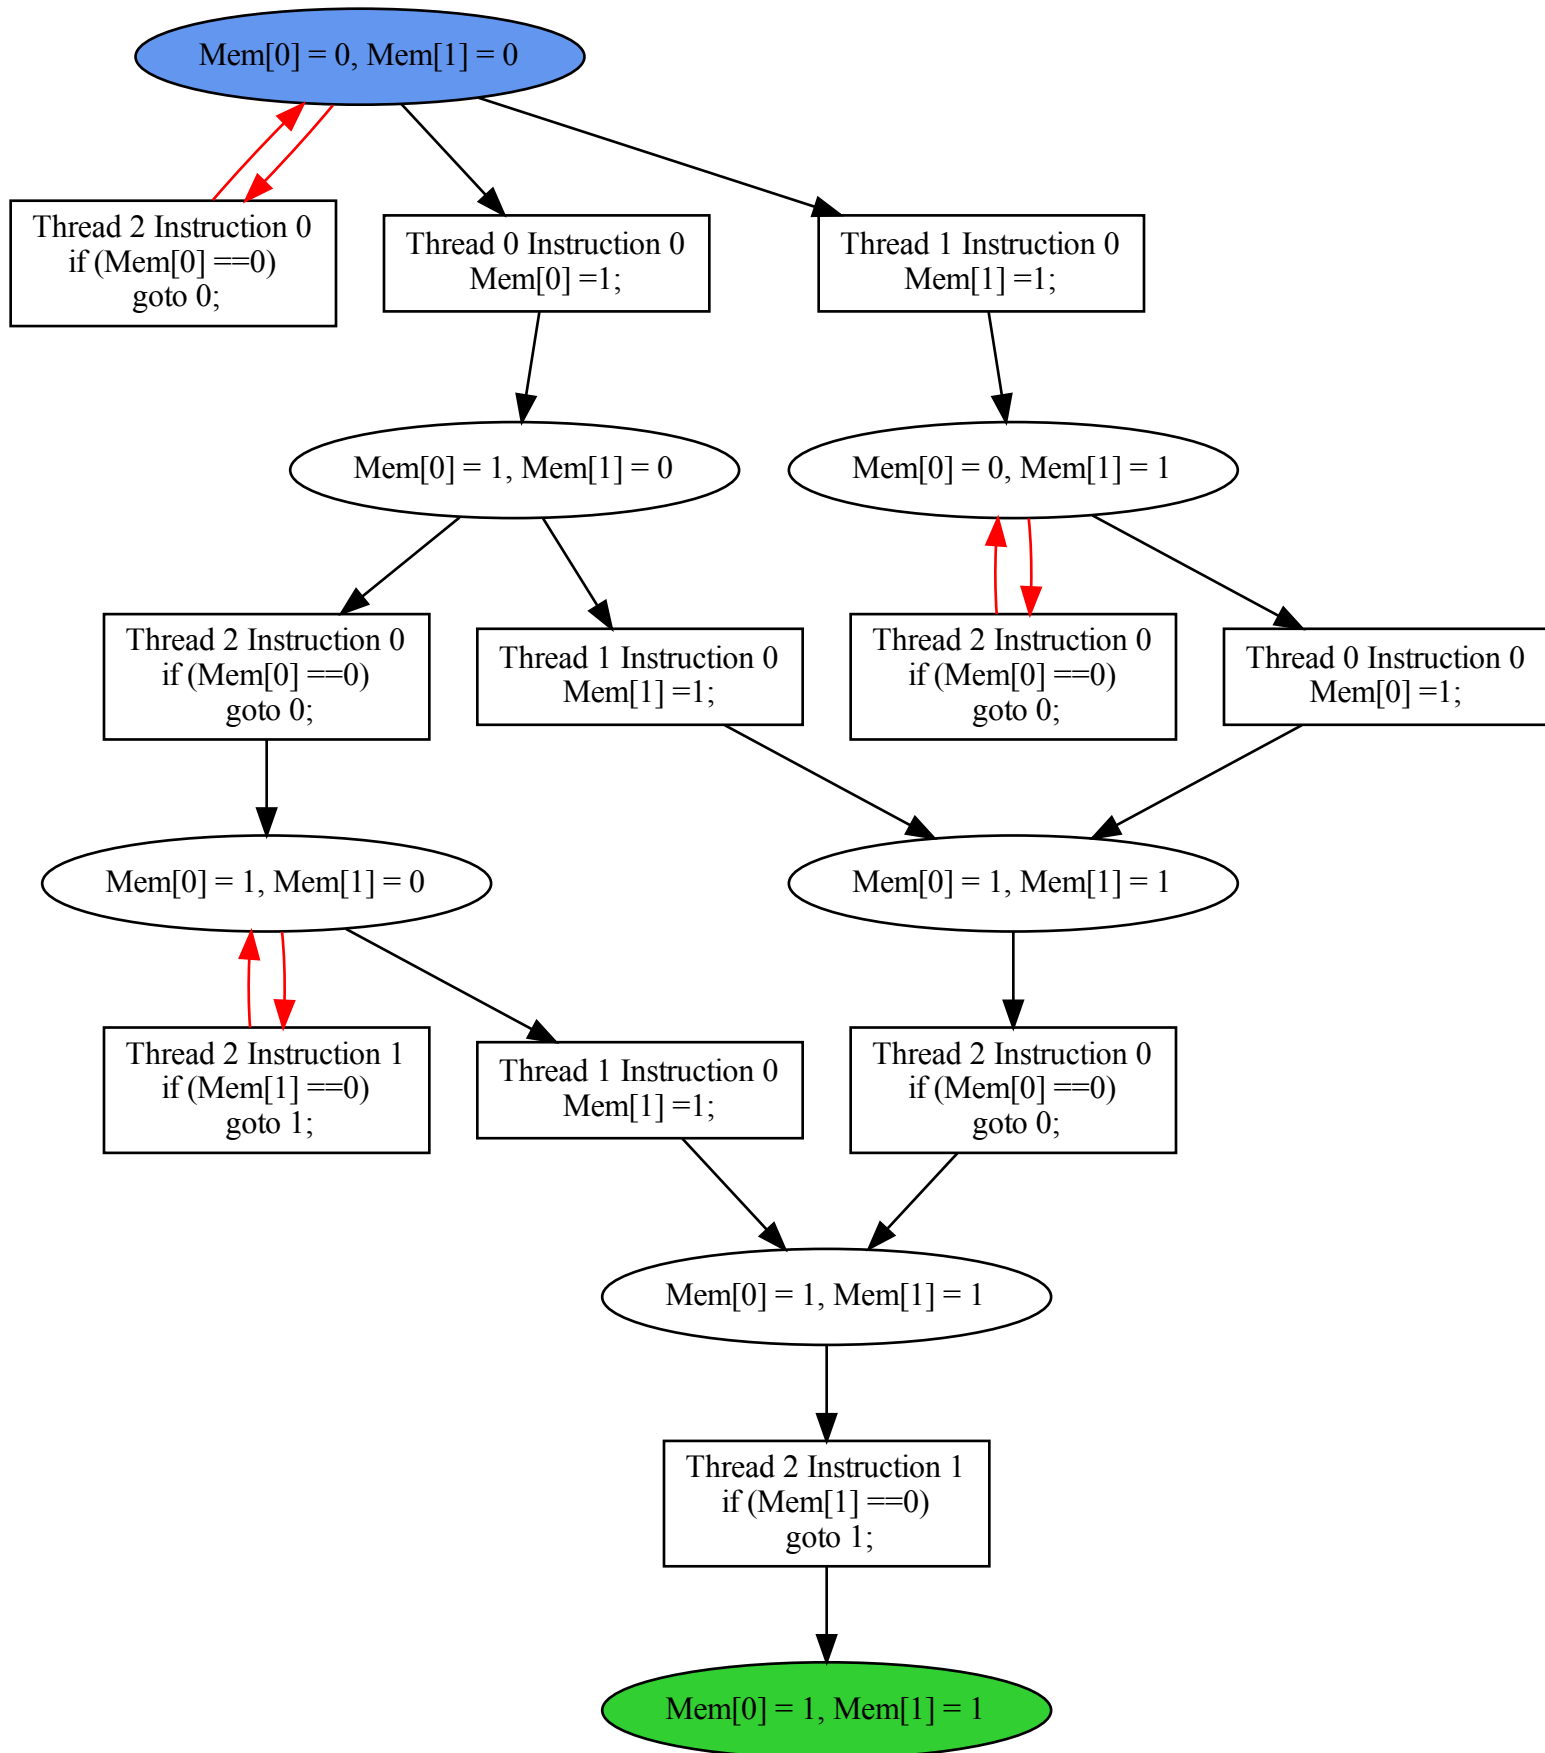 Mem[0] = 0, Mem[1] = 0
Thread 2 Instruction 0
if (Mem[0] ==0)
goto 0;
Thread 0 Instruction 0
Mem[0] =1;
Thread 1 Instruction 0
Mem[1] =1;
Mem[0] = 1, Mem[1] = 0
Mem[0] = 0, Mem[1] = 1
Thread 2 Instruction 0
if (Mem[0] ==0)
goto 0;
Thread 1 Instruction 0
Mem[1] =1;
Thread 2 Instruction 0
if (Mem[0] ==0)
goto 0;
Thread 0 Instruction 0
Mem[0] =1;
Mem[0] = 1, Mem[1] = 0
Mem[0] = 1, Mem[1] = 1
Thread 2 Instruction 1
if (Mem[1] ==0)
goto 1;
Thread 1 Instruction 0
Mem[1] =1;
Thread 2 Instruction 0
if (Mem[0] ==0)
goto 0;
Mem[0] = 1, Mem[1] = 1
Thread 2 Instruction 1
if (Mem[1] ==0)
goto 1;
Mem[0] = 1, Mem[1] = 1